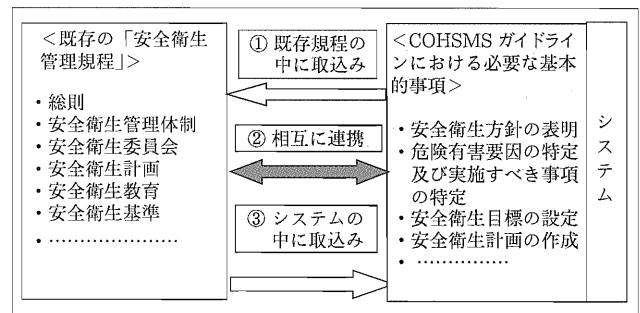 ＜既存の「安全衛生
管理規程」＞
・総則
・安全衛生管理体制
・安全衛生委員会
・安全衛生計画
・安全衛生教育
・安全衛生基準
・…………………
① 既存規程の
中に取込み
② 相互に連携
③ システムの
中に取込み
＜COHSMS ガイドライ
ンにおける必要な基本
的事項＞
・安全衛生方針の表明
・危険有害要因の特定
及び実施すべき事項
の特定
・安全衛生目標の設定
・安全衛生計画の作成
・……………
システム